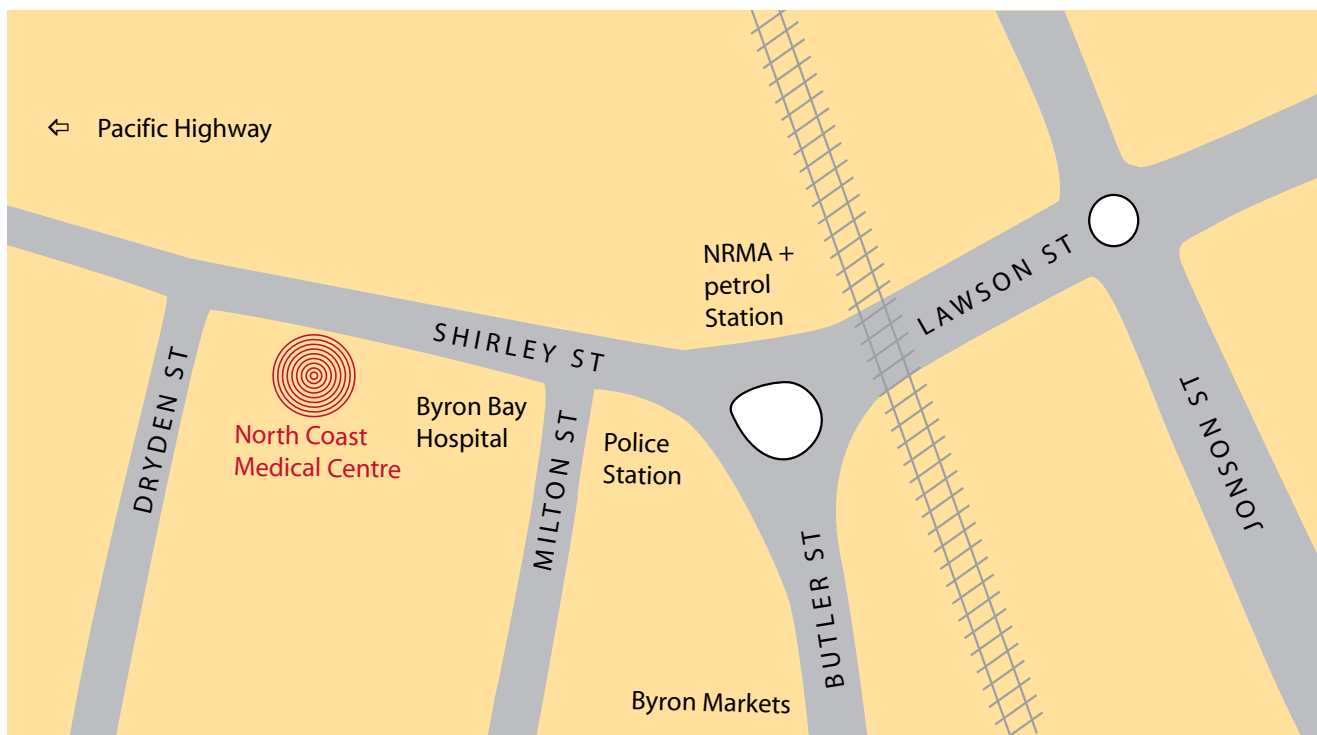 Pacific Highway
NRMA +
petrol
Station
LAWSON ST
SHIRLEY ST
DRYDEN ST
North Coast
Medical Centre
Byron Bay
Hospital
MILTON ST
Police
Station
JONSON ST
BUTLER ST
Byron Markets